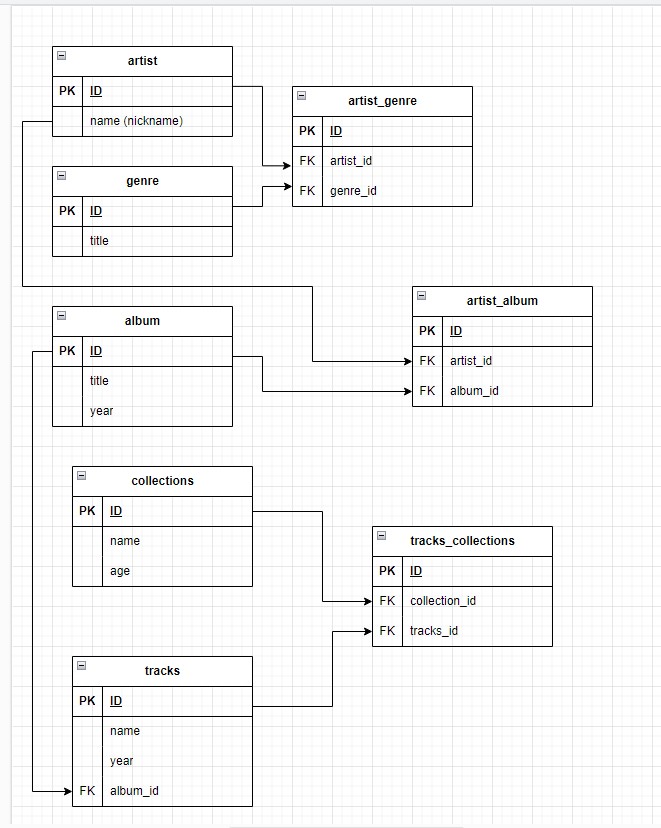 artist
PK ID
name (nickname)
artist_genre
PK ID
FK artist_id
FK genre_id
genre
PK ID
title
artist_album
PK ID
FK artist_id
FK album_id
album
PK ID
title
year
collections
PK ID
name
age
tracks_collections
PK ID
FK collection_id
FK tracks_id
tracks
PK ID
name
year
FK album_id